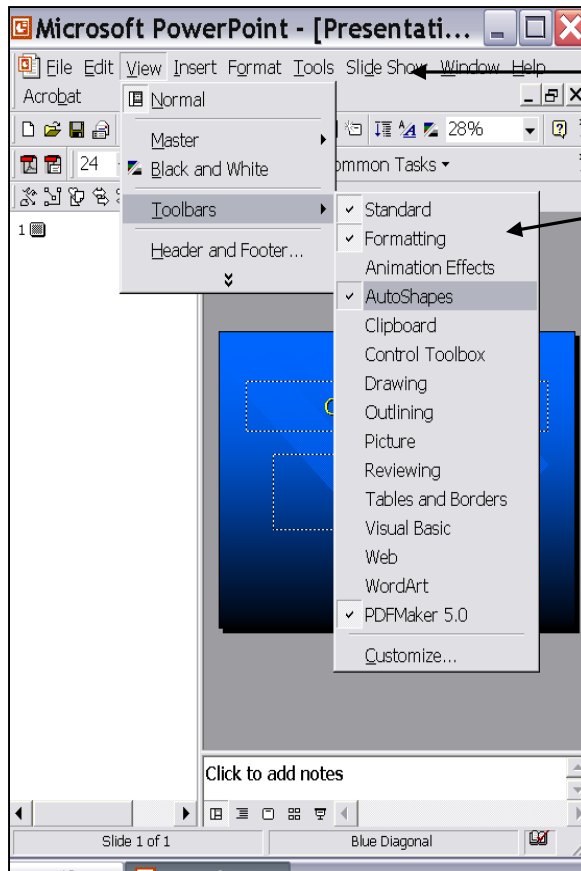 Microsoft PowerPoint - [Presentati...
File Edit View Insert Format Tools Slide Show Window Help
Acrobat
Normal
28%
Master
24
Black and White
ommon Tasks
Toolbars
Standard
1
Formatting
Header and Footer...
Animation Effects
AutoShapes
Clipboard
Control Toolbox
Drawing
Outlining
Picture
Reviewing
Tables and Borders
Visual Basic
Web
WordArt
PDFMaker 5.0
Customize...
Click to add notes
Slide 1 of 1
Blue Diagonal